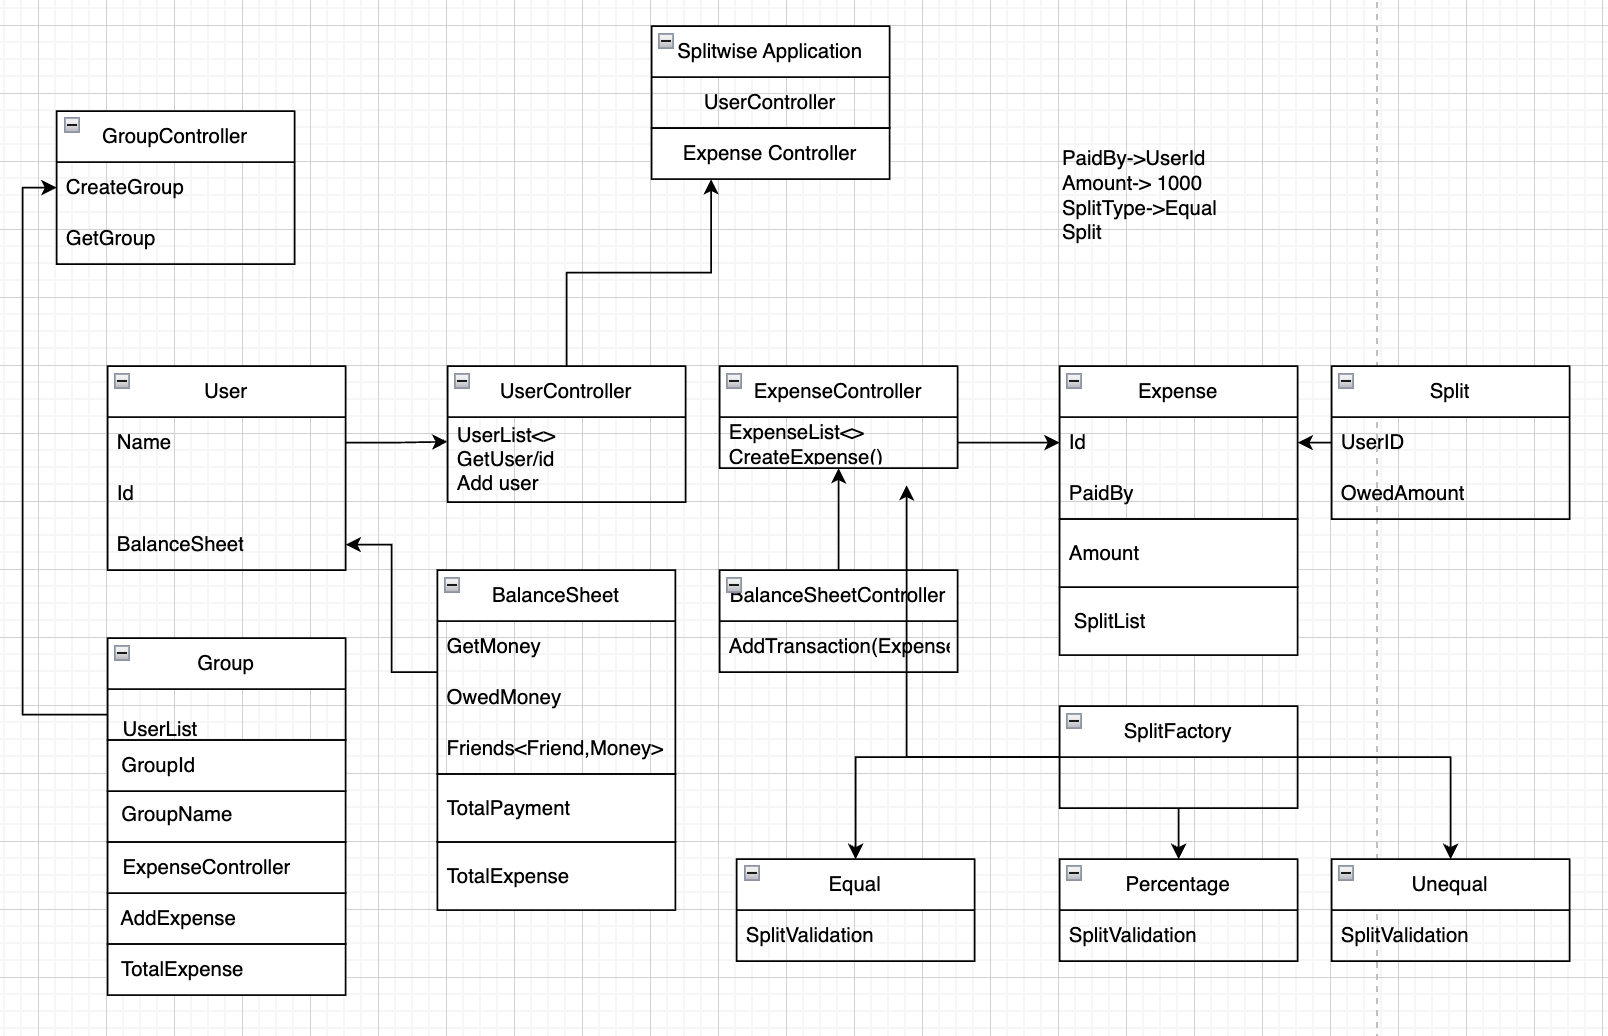 Splitwise Application
UserController
Expense Controller
GroupController
CreateGroup
GetGroup
PaidBy->UserId
Amount-> 1000
SplitType->Equal
Split
User
Name
Id
BalanceSheet
UserController
UserList<>
GetUser/id
Add user
ExpenseController
ExpenseList<>
CreateExpense()
Expense
Id
PaidBy
Amount
SplitList
Split
UserID
OwedAmount
BalanceSheet
GetMoney
OwedMoney
Friends<Friend,Money>
TotalPayment
TotalExpense
BalanceSheetController
AddTransaction(Expense
Group
UserList
GroupId
GroupName
ExpenseController
AddExpense
TotalExpense
SplitFactory
Equal
SplitValidation
Percentage
SplitValidation
Unequal
SplitValidation